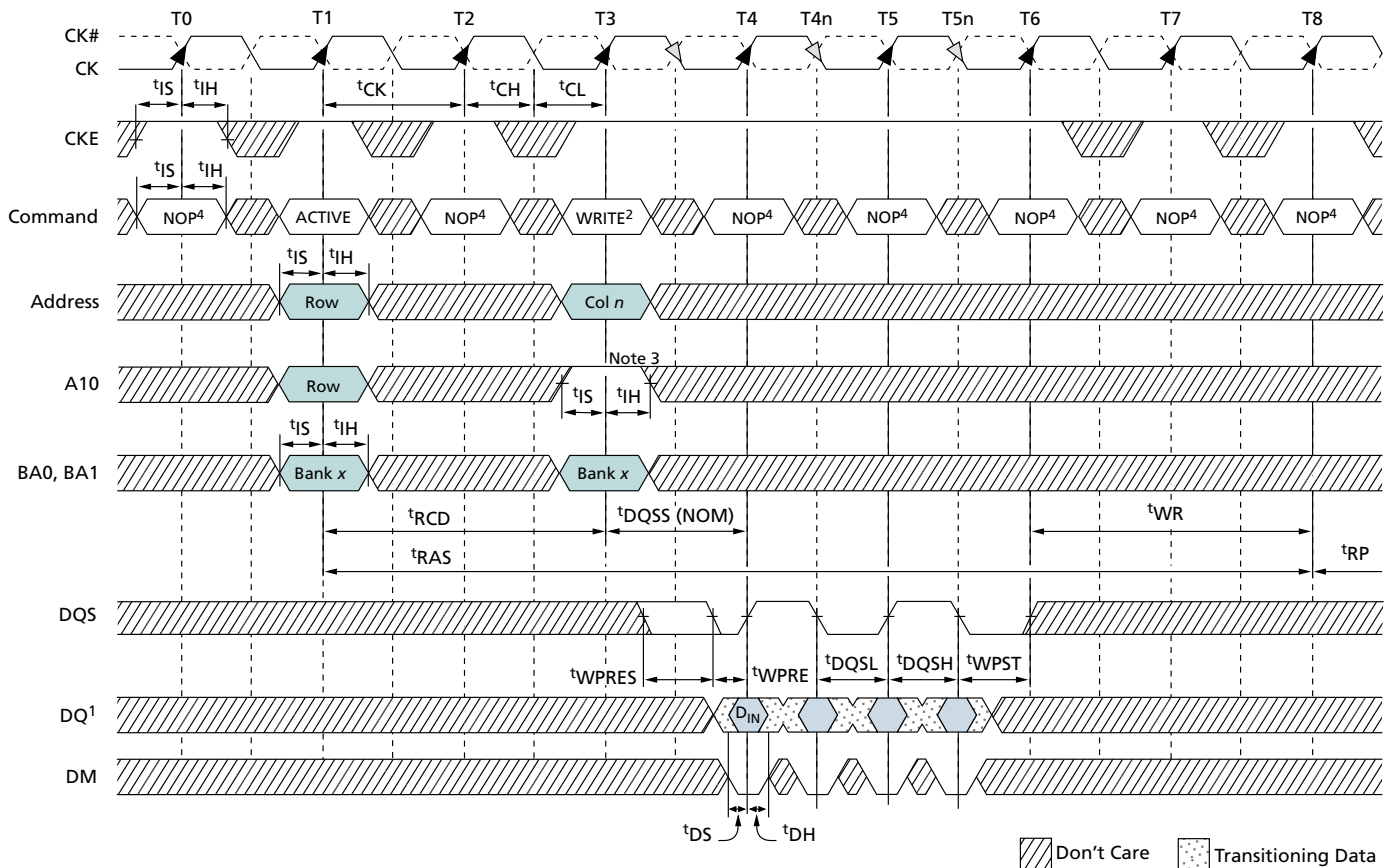 T0 T1 T2 T3 T4 T4n T5 T5n T6 T7 T8
CK#
CK
tIS tIH tCK tCH tCL
CKE
tIS tIH
Command NOP4 ACTIVE NOP4 WRITE2 NOP4 NOP4 NOP4 NOP4 NOP4
tIS tIH
Address Row Col n
Note 3
A10 Row
tIS tIH
tIS tIH
BA0, BA1 Bank x Bank x
tRCD tDQSS (NOM) tWR
tRAS tRP
DQS
tWPRES tWPRE tDQSL tDQSH tWPST
DQ1 DIN
DM
tDS tDH
Don't Care Transitioning Data